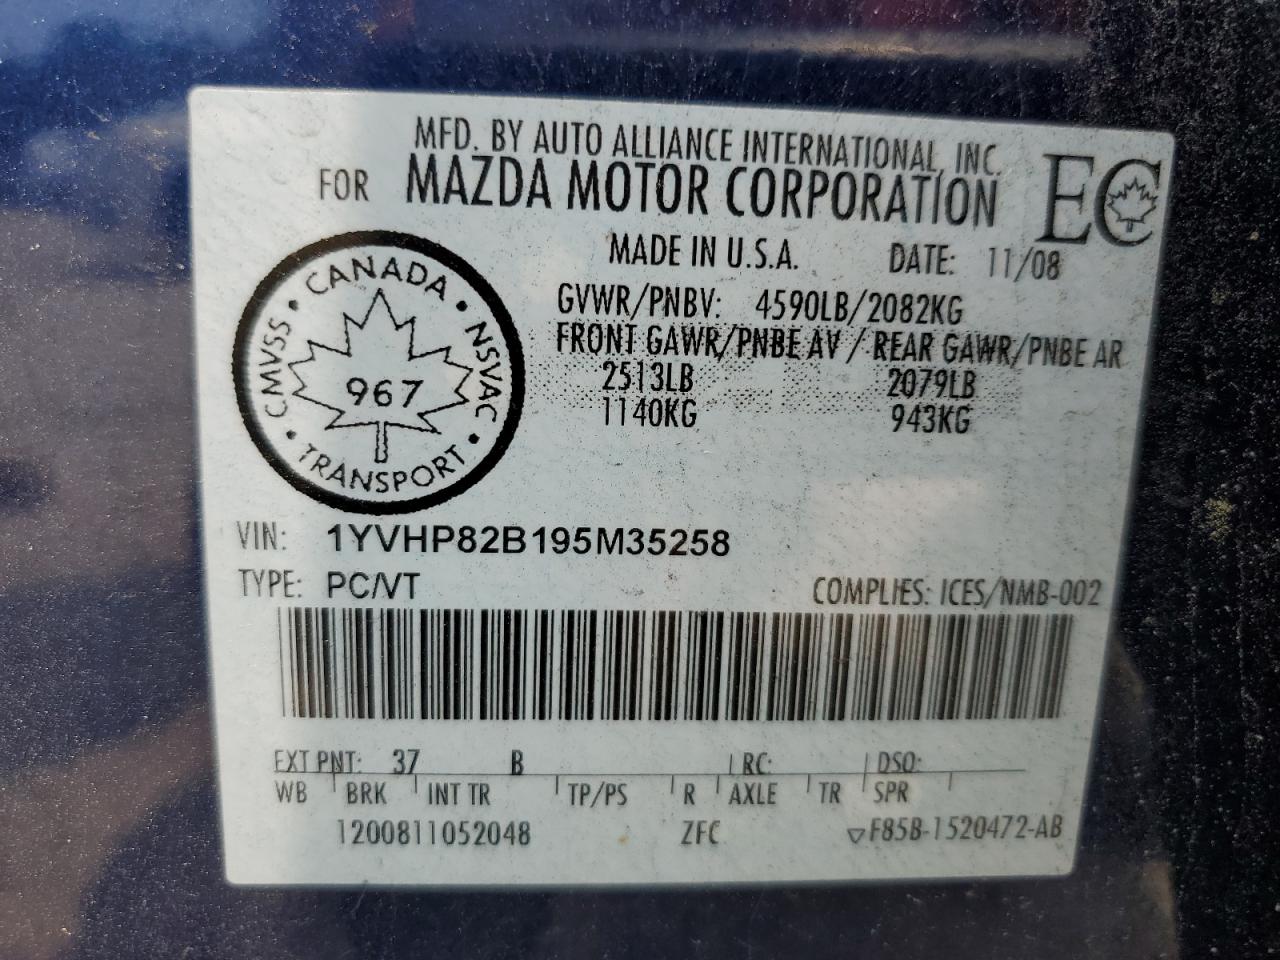 MFD. BY AUTO ALLIANCE INTERNATIONAL, INC.
FOR MAZDA MOTOR CORPORATION
EC
MADE IN U.S.A. DATE: 11/08
GVWR/PNBV: 4590LB/2082KG
FRONT GAWR/PNBE AV / REAR GAWR/PNBE AR
2513LB 2079LB
1140KG 943KG
CANADA
CMVSS
NSVAC
967
TRANSPORT
VIN: 1YVHP82B195M35258
TYPE: PC/VT COMPLIES: ICES/NMB-002
EXT PNT: 37 B RC: DSO:
WB BRK INT TR TP/PS R AXLE TR SPR
1200811052048 ZFC F85B-1520472-AB